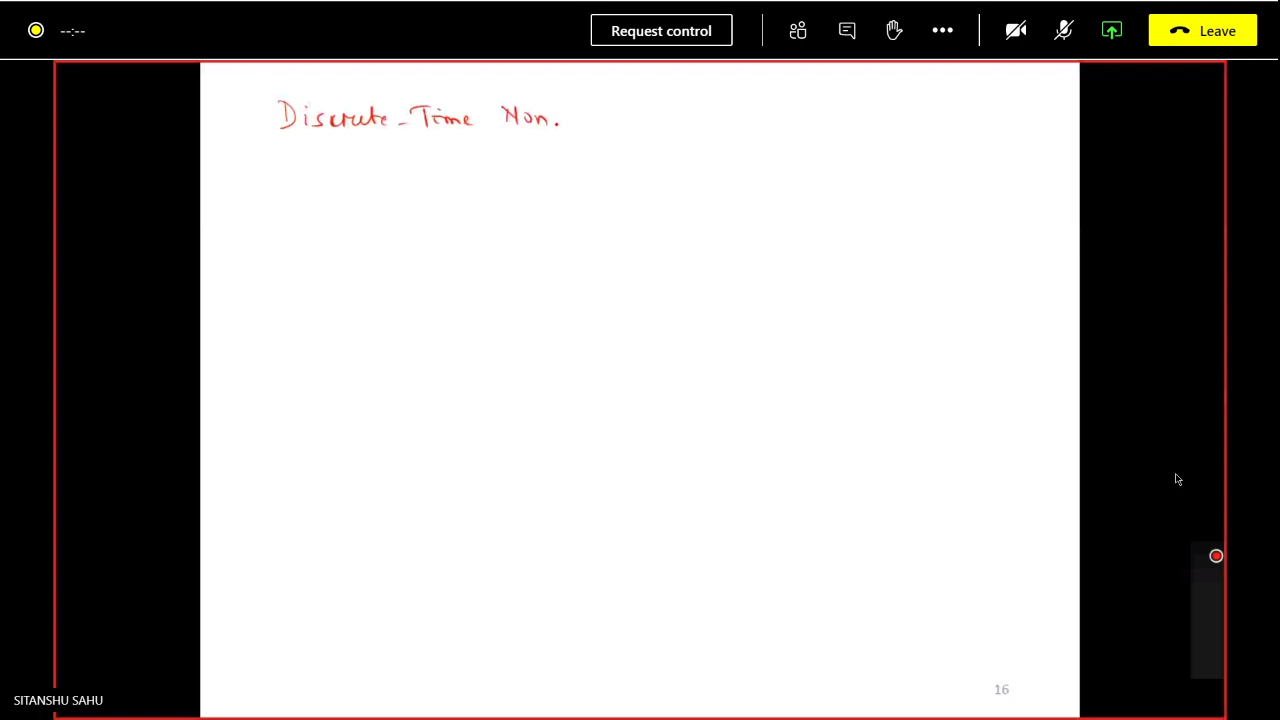 --:--
Request control
Leave
Discrete-Time Non.
16
SITANSHU SAHU